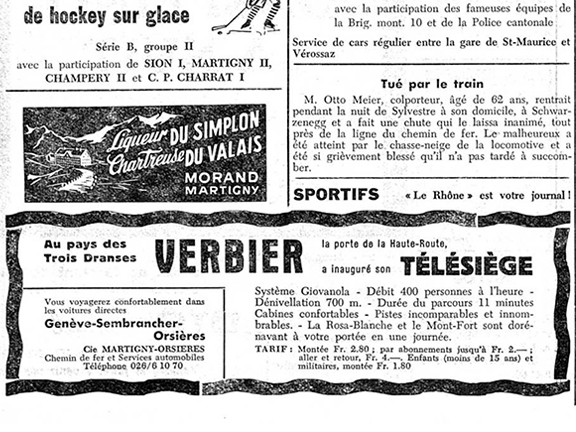 de hockey sur glace
Série B, groupe II
avec la participation de SION I, MARTIGNY II,
CHAMPERY II et C. P. CHARRAT I
Liqueur DU SIMPLON
Chartreuse DU VALAIS
MORAND
MARTIGNY
avec la participation des fameuses équipes de
la Brig. mont. 10 et de la Police cantonale
Service de cars régulier entre la gare de St-Maurice et
Vérossaz
Tué par le train
M. Otto Meier, colporteur, âgé de 62 ans, rentrait
pendant la nuit de Sylvestre à son domicile, à Schwar-
zenegg et a fait une chute qui le laissa inanimé, tout
près de la ligne du chemin de fer. Le malheureux a
été atteint par le chasse-neige de la locomotive et a
été si grièvement blessé qu'il n'a pas tardé à succom-
ber.
SPORTIFS « Le Rhône » est votre journal !
Au pays des
Trois Dranses
VERBIER
la porte de la Haute-Route,
a inauguré son TÉLÉSIÈGE
Vous voyagerez confortablement dans
les voitures directes
Genève-Sembrancher-
Orsières
Cie MARTIGNY-ORSIERES
Chemin de fer et Services automobiles
Téléphone 026/6 10 70
Système Giovanola - Débit 400 personnes à l'heure -
Dénivellation 700 m. - Durée du parcours 11 minutes
Cabines confortables - Pistes incomparables et innom-
brables. - La Rosa-Blanche et le Mont-Fort sont doré-
navant à votre portée en une journée.
TARIF : Montée Fr. 2.80 ; par abonnements jusqu'à Fr. 2.— ;
aller et retour, Fr. 4.—. Enfants (moins de 15 ans) et
militaires, montée Fr. 1.80